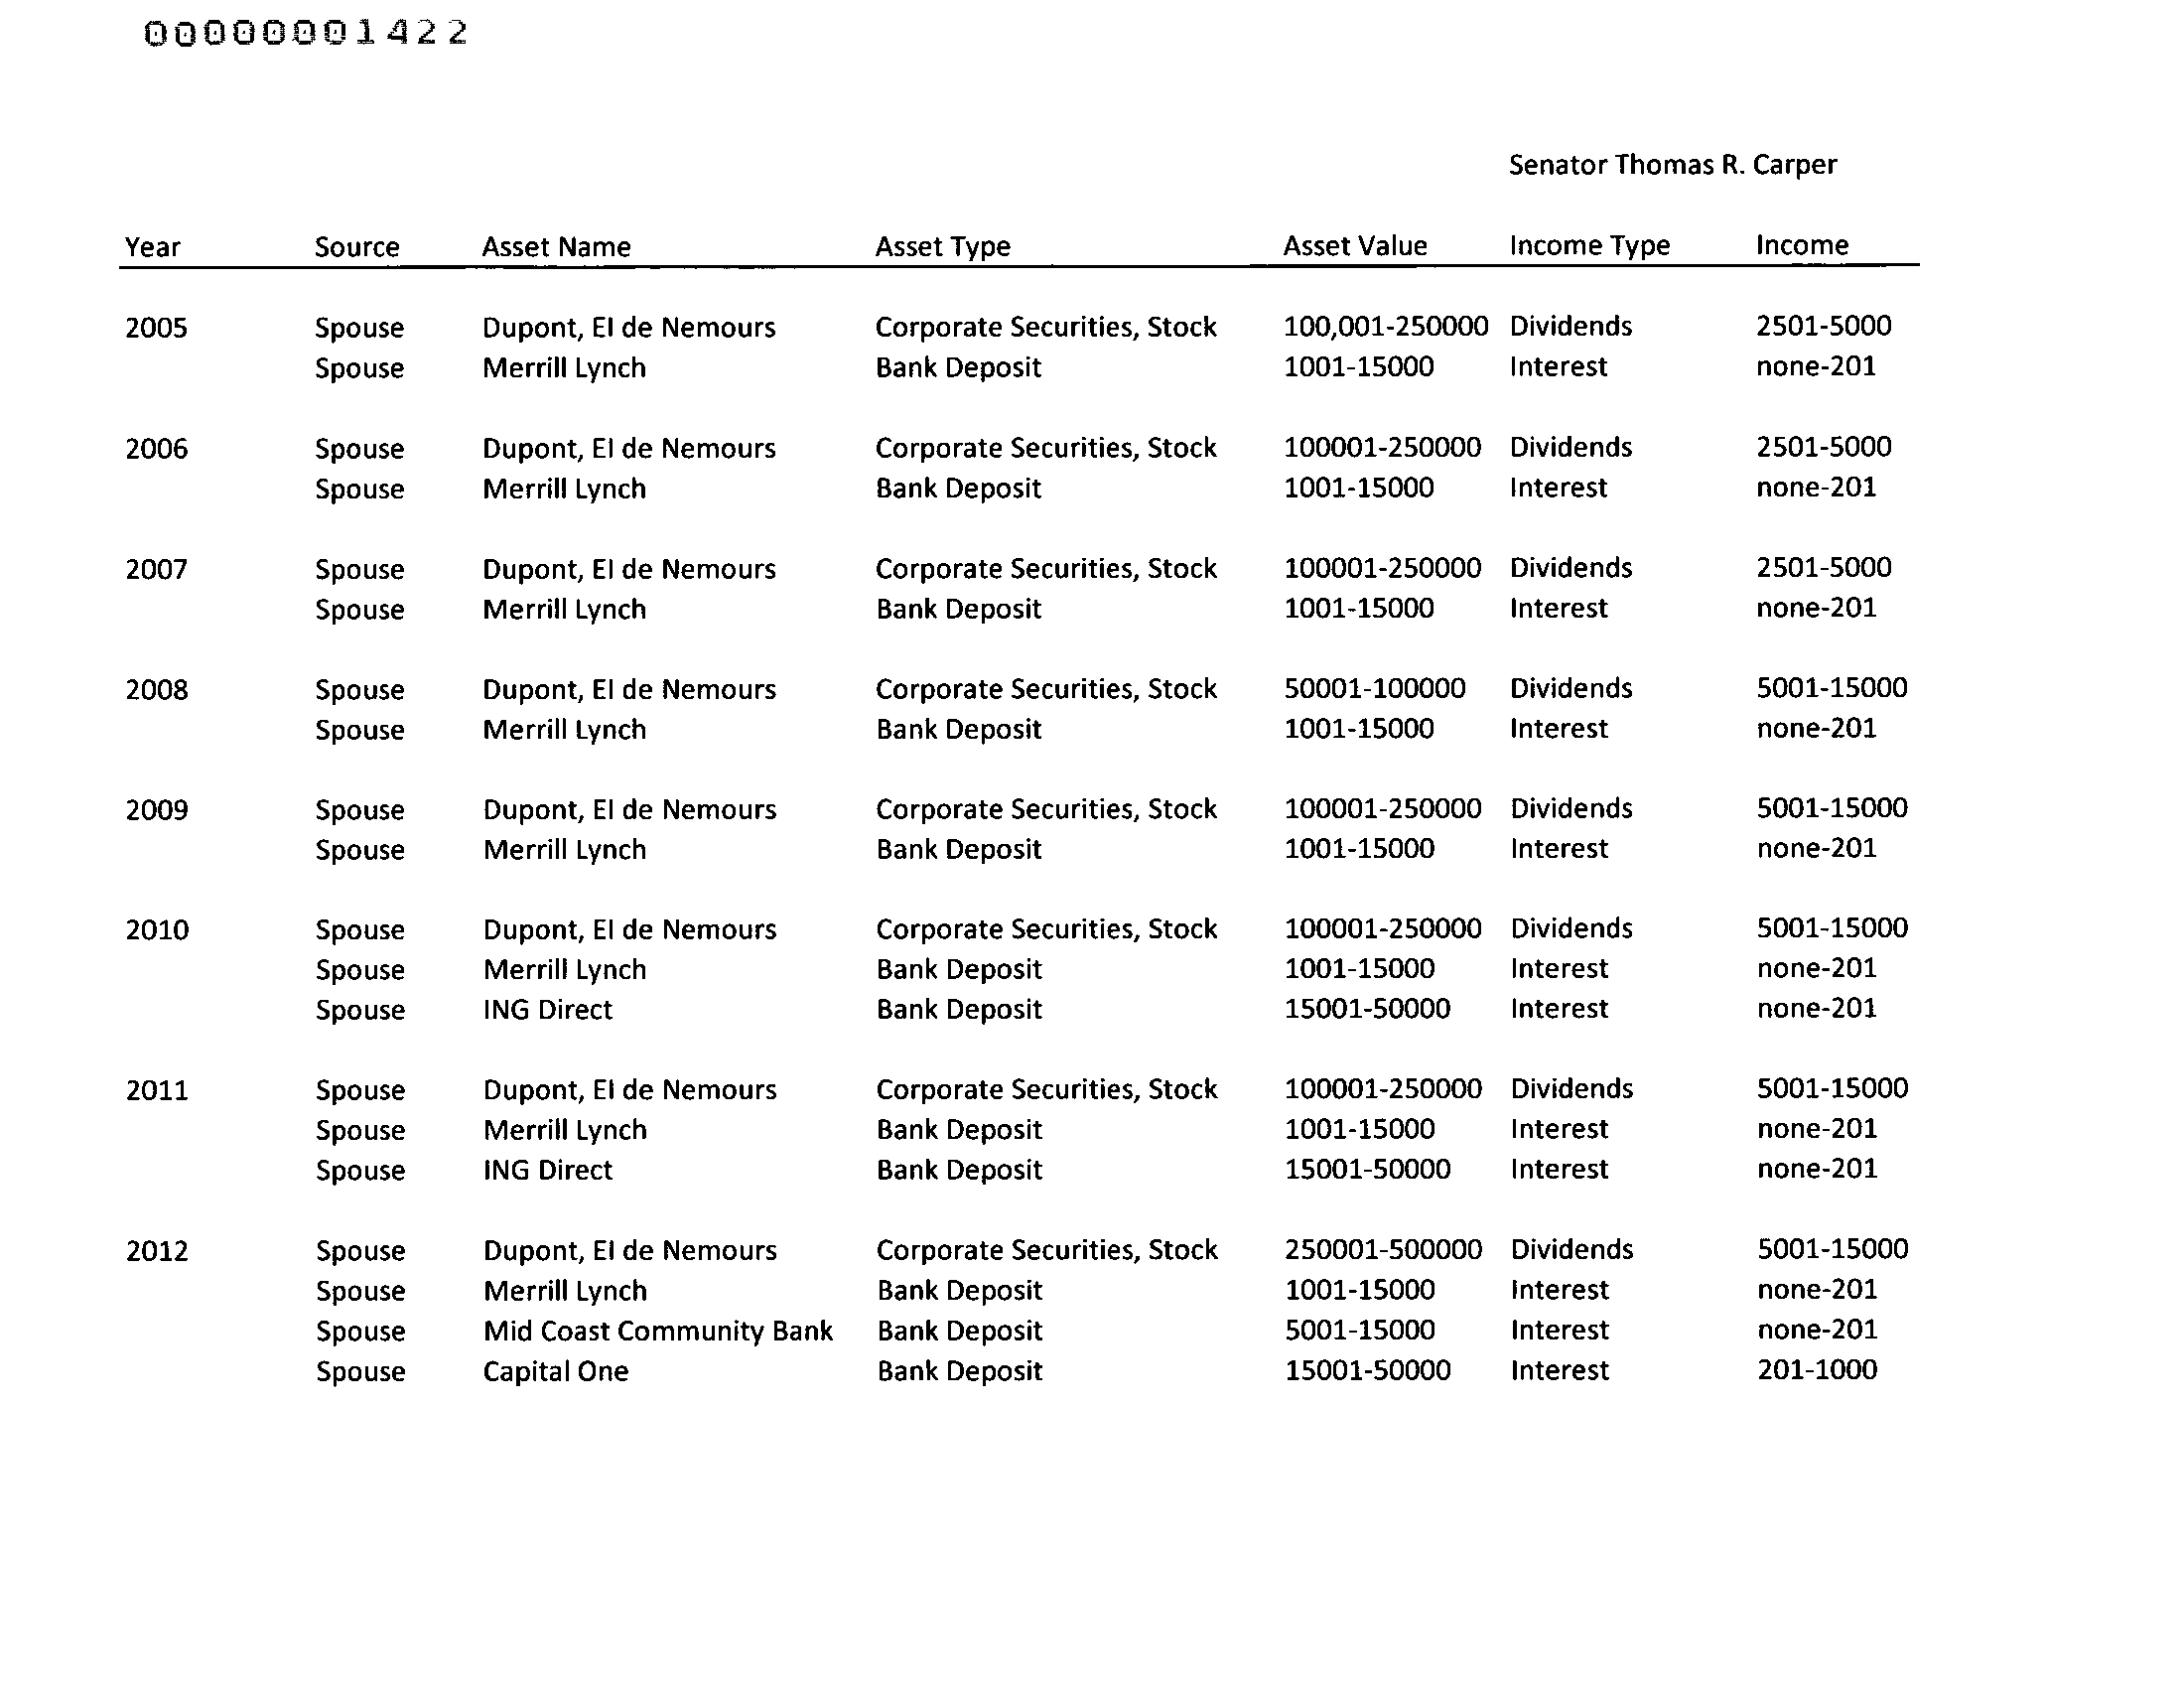 00000001422
Senator Thomas R. Carper
Year Source Asset Name Asset Type Asset Value Income Type Income
2005 Spouse Dupont, EI de Nemours Corporate Securities, Stock 100,001-250000 Dividends 2501-5000
Spouse Merrill Lynch Bank Deposit 1001-15000 Interest none-201
2006 Spouse Dupont, EI de Nemours Corporate Securities, Stock 100001-250000 Dividends 2501-5000
Spouse Merrill Lynch Bank Deposit 1001-15000 Interest none-201
2007 Spouse Dupont, EI de Nemours Corporate Securities, Stock 100001-250000 Dividends 2501-5000
Spouse Merrill Lynch Bank Deposit 1001-15000 Interest none-201
2008 Spouse Dupont, EI de Nemours Corporate Securities, Stock 50001-100000 Dividends 5001-15000
Spouse Merrill Lynch Bank Deposit 1001-15000 Interest none-201
2009 Spouse Dupont, EI de Nemours Corporate Securities, Stock 100001-250000 Dividends 5001-15000
Spouse Merrill Lynch Bank Deposit 1001-15000 Interest none-201
2010 Spouse Dupont, EI de Nemours Corporate Securities, Stock 100001-250000 Dividends 5001-15000
Spouse Merrill Lynch Bank Deposit 1001-15000 Interest none-201
Spouse ING Direct Bank Deposit 15001-50000 Interest none-201
2011 Spouse Dupont, EI de Nemours Corporate Securities, Stock 100001-250000 Dividends 5001-15000
Spouse Merrill Lynch Bank Deposit 1001-15000 Interest none-201
Spouse ING Direct Bank Deposit 15001-50000 Interest none-201
2012 Spouse Dupont, EI de Nemours Corporate Securities, Stock 250001-500000 Dividends 5001-15000
Spouse Merrill Lynch Bank Deposit 1001-15000 Interest none-201
Spouse Mid Coast Community Bank Bank Deposit 5001-15000 Interest none-201
Spouse Capital One Bank Deposit 15001-50000 Interest 201-1000